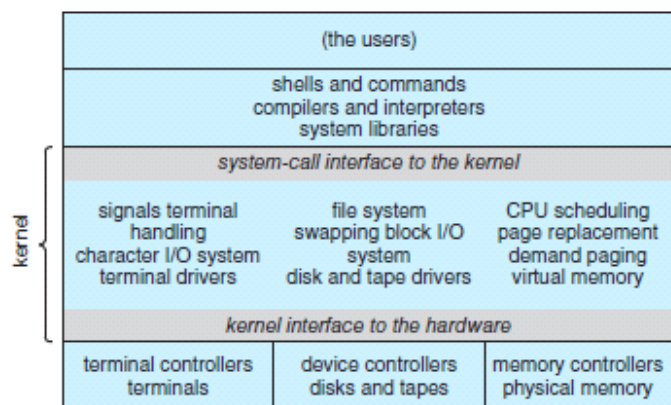 (the users)
shells and commands
compilers and interpreters
system libraries
system-call interface to the kernel
kernel
signals terminal
handling
character I/O system
terminal drivers
file system
swapping block I/O
system
disk and tape drivers
CPU scheduling
page replacement
demand paging
virtual memory
kernel interface to the hardware
terminal controllers
terminals
device controllers
disks and tapes
memory controllers
physical memory